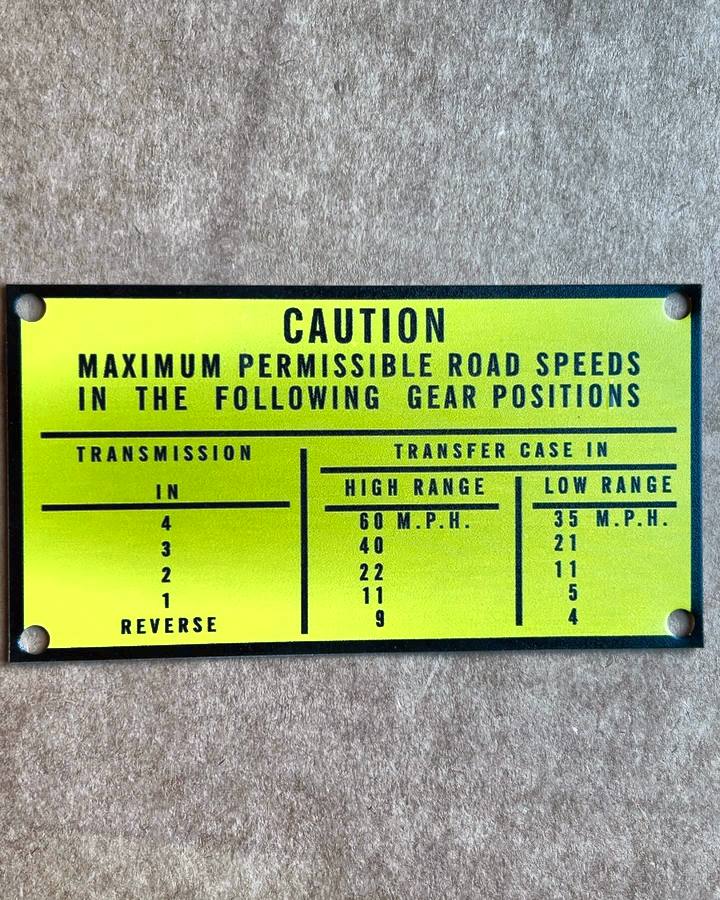 CAUTION
MAXIMUM PERMISSIBLE ROAD SPEEDS
IN THE FOLLOWING GEAR POSITIONS
TRANSMISSION TRANSFER CASE IN
IN HIGH RANGE LOW RANGE
4 60 M.P.H. 35 M.P.H.
3 40 21
2 22 11
1 11 5
REVERSE 9 4